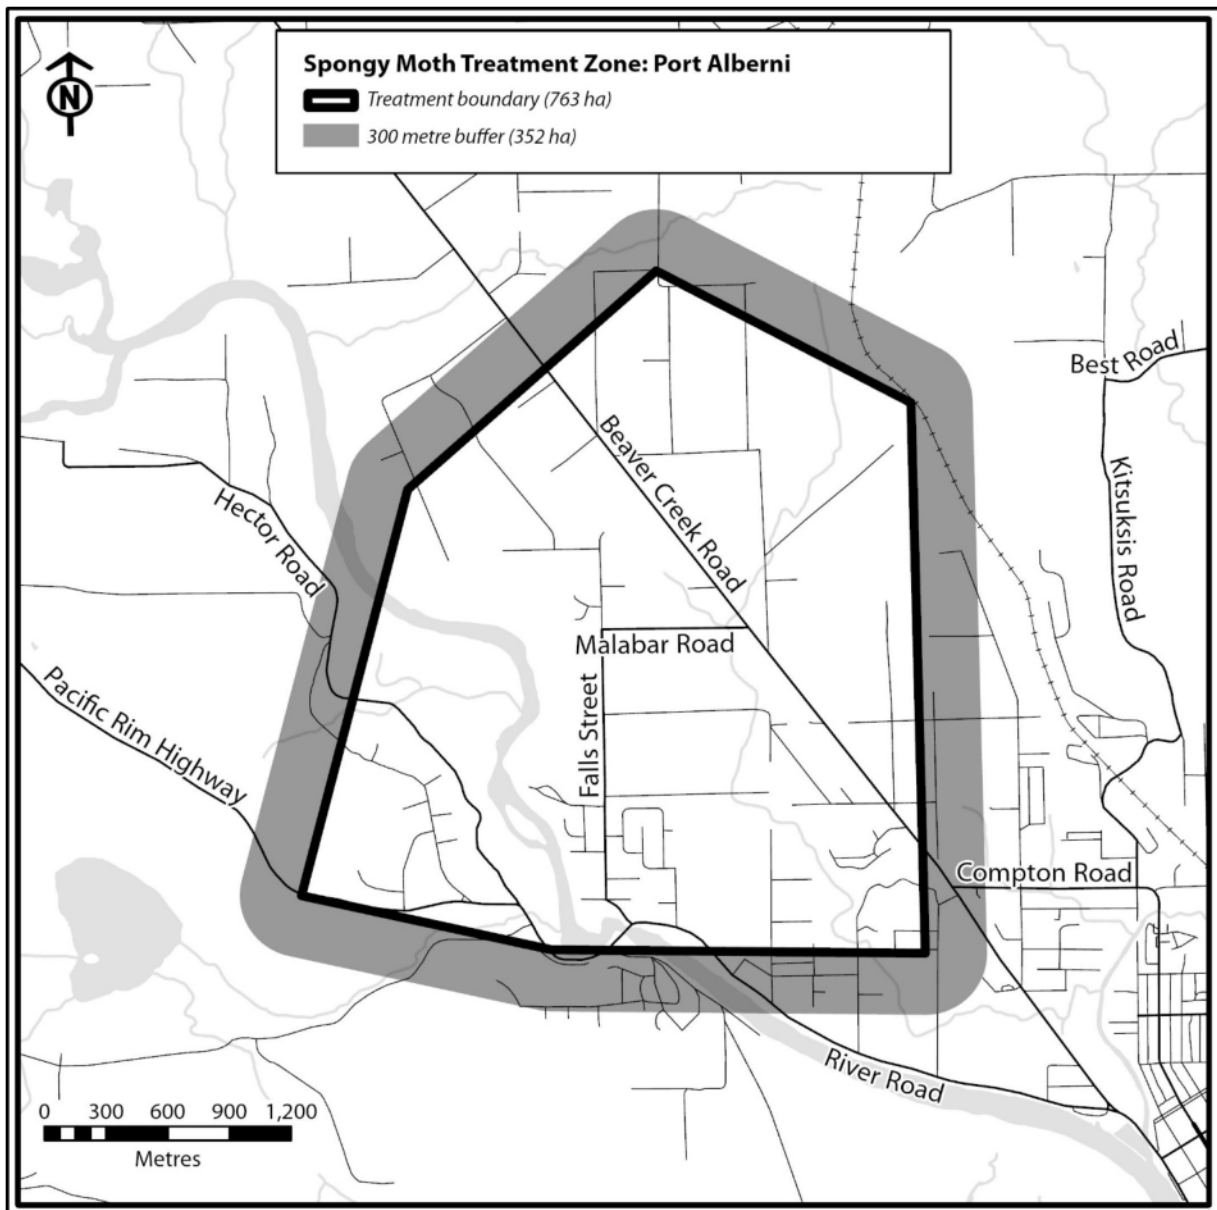 N
Spongy Moth Treatment Zone: Port Alberni
Treatment boundary (763 ha)
300 metre buffer (352 ha)
Best Road
Beaver Creek Road
Kitsuksis Road
Hector Road
Malabar Road
Pacific Rim Highway
Falls Street
Compton Road
River Road
0 300 600 900 1,200
Metres